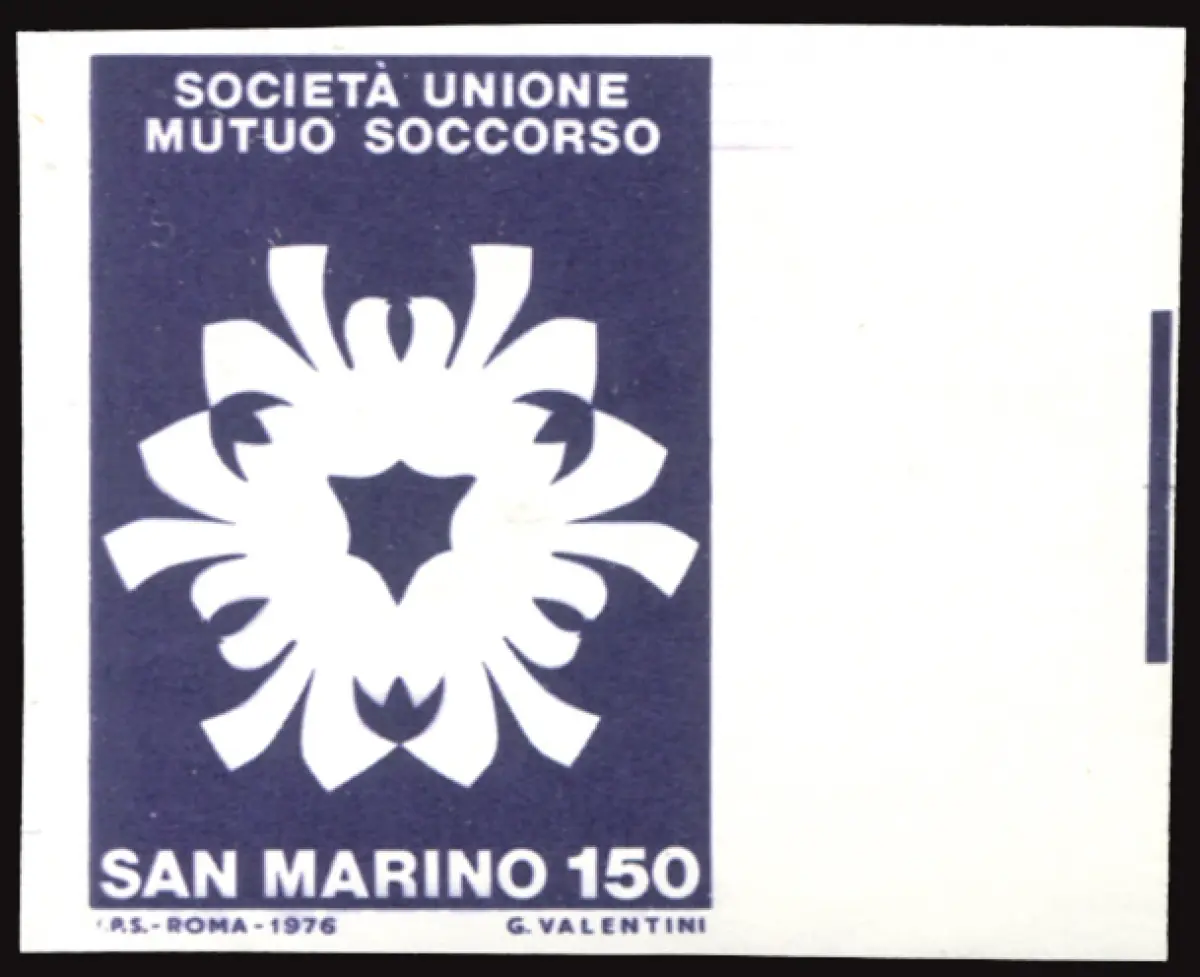 SOCIETÀ UNIONE
MUTUO SOCCORSO
SAN MARINO 150
.P.S.-ROMA-1976
G. VALENTINI